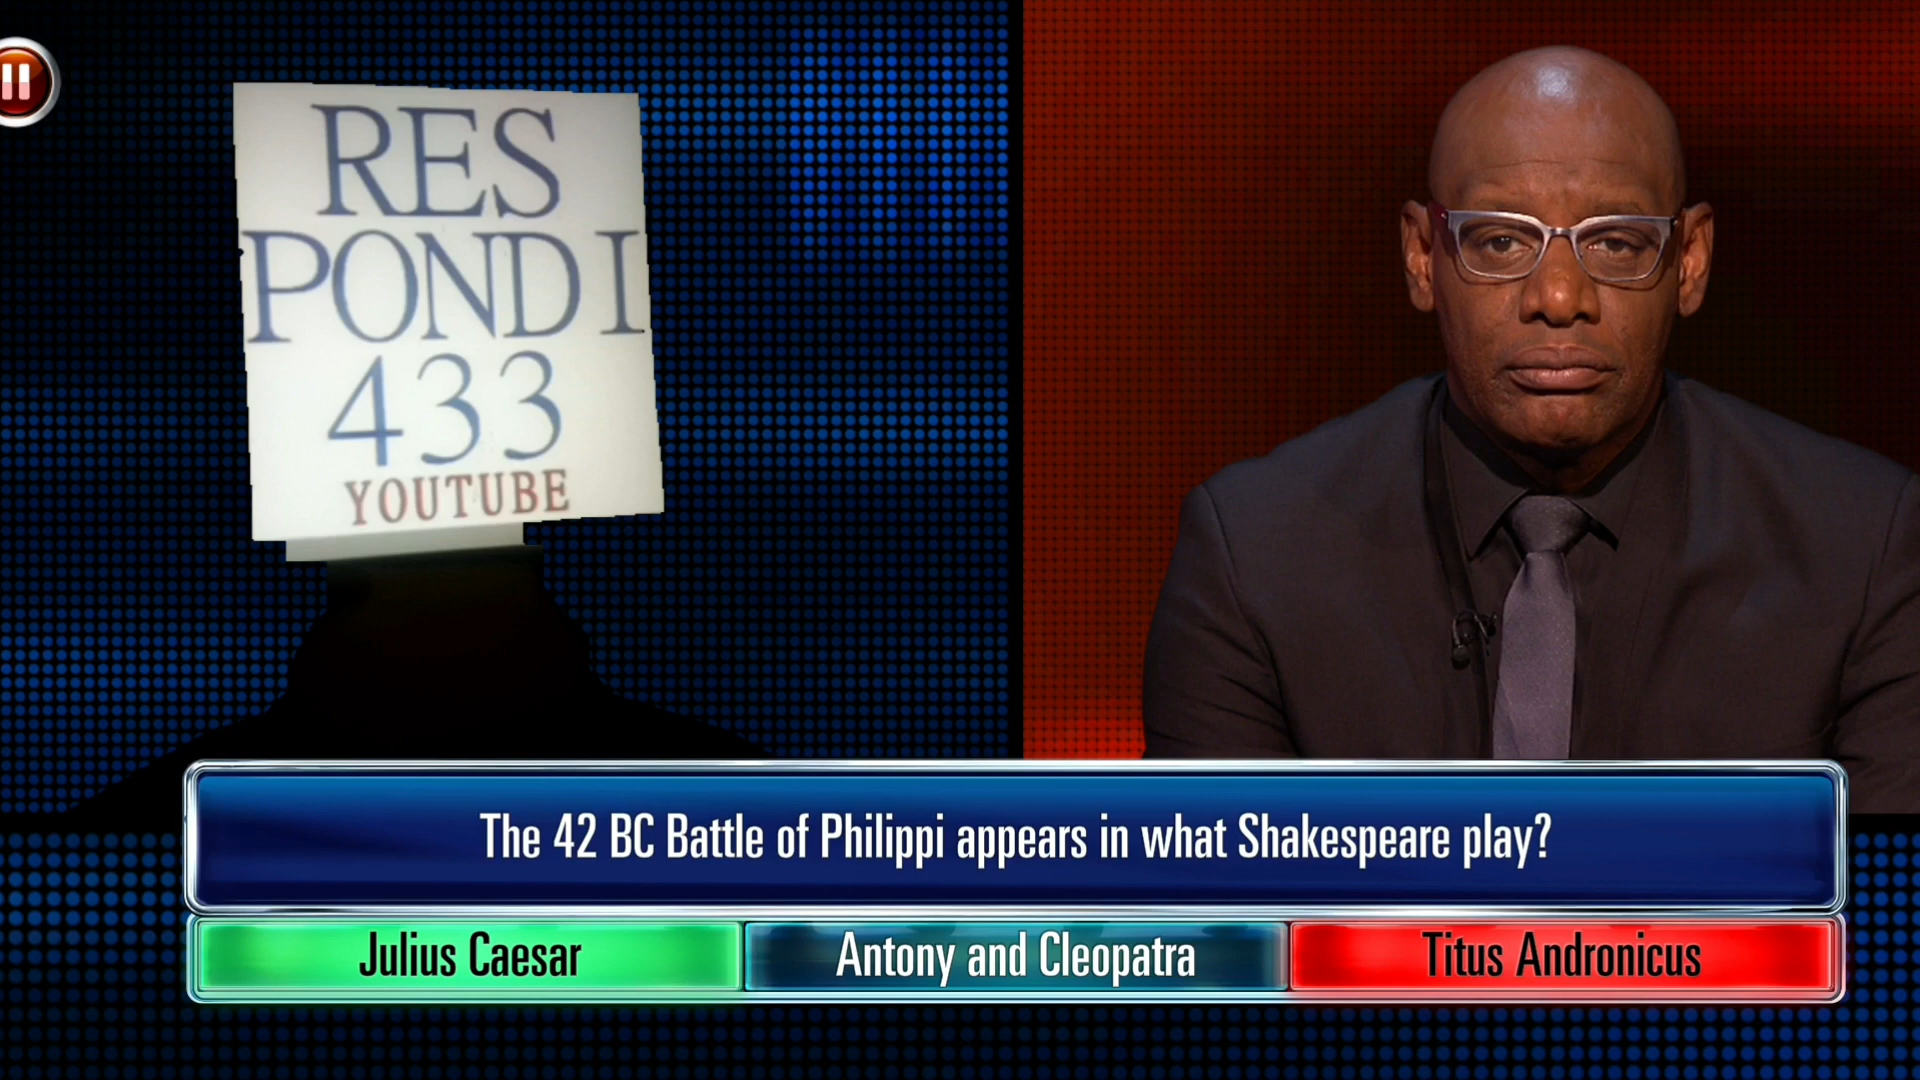 RES
PONDI
433
YOUTUBE
The 42 BC Battle of Philippi appears in what Shakespeare play?
Julius Caesar
Antony and Cleopatra
Titus Andronicus